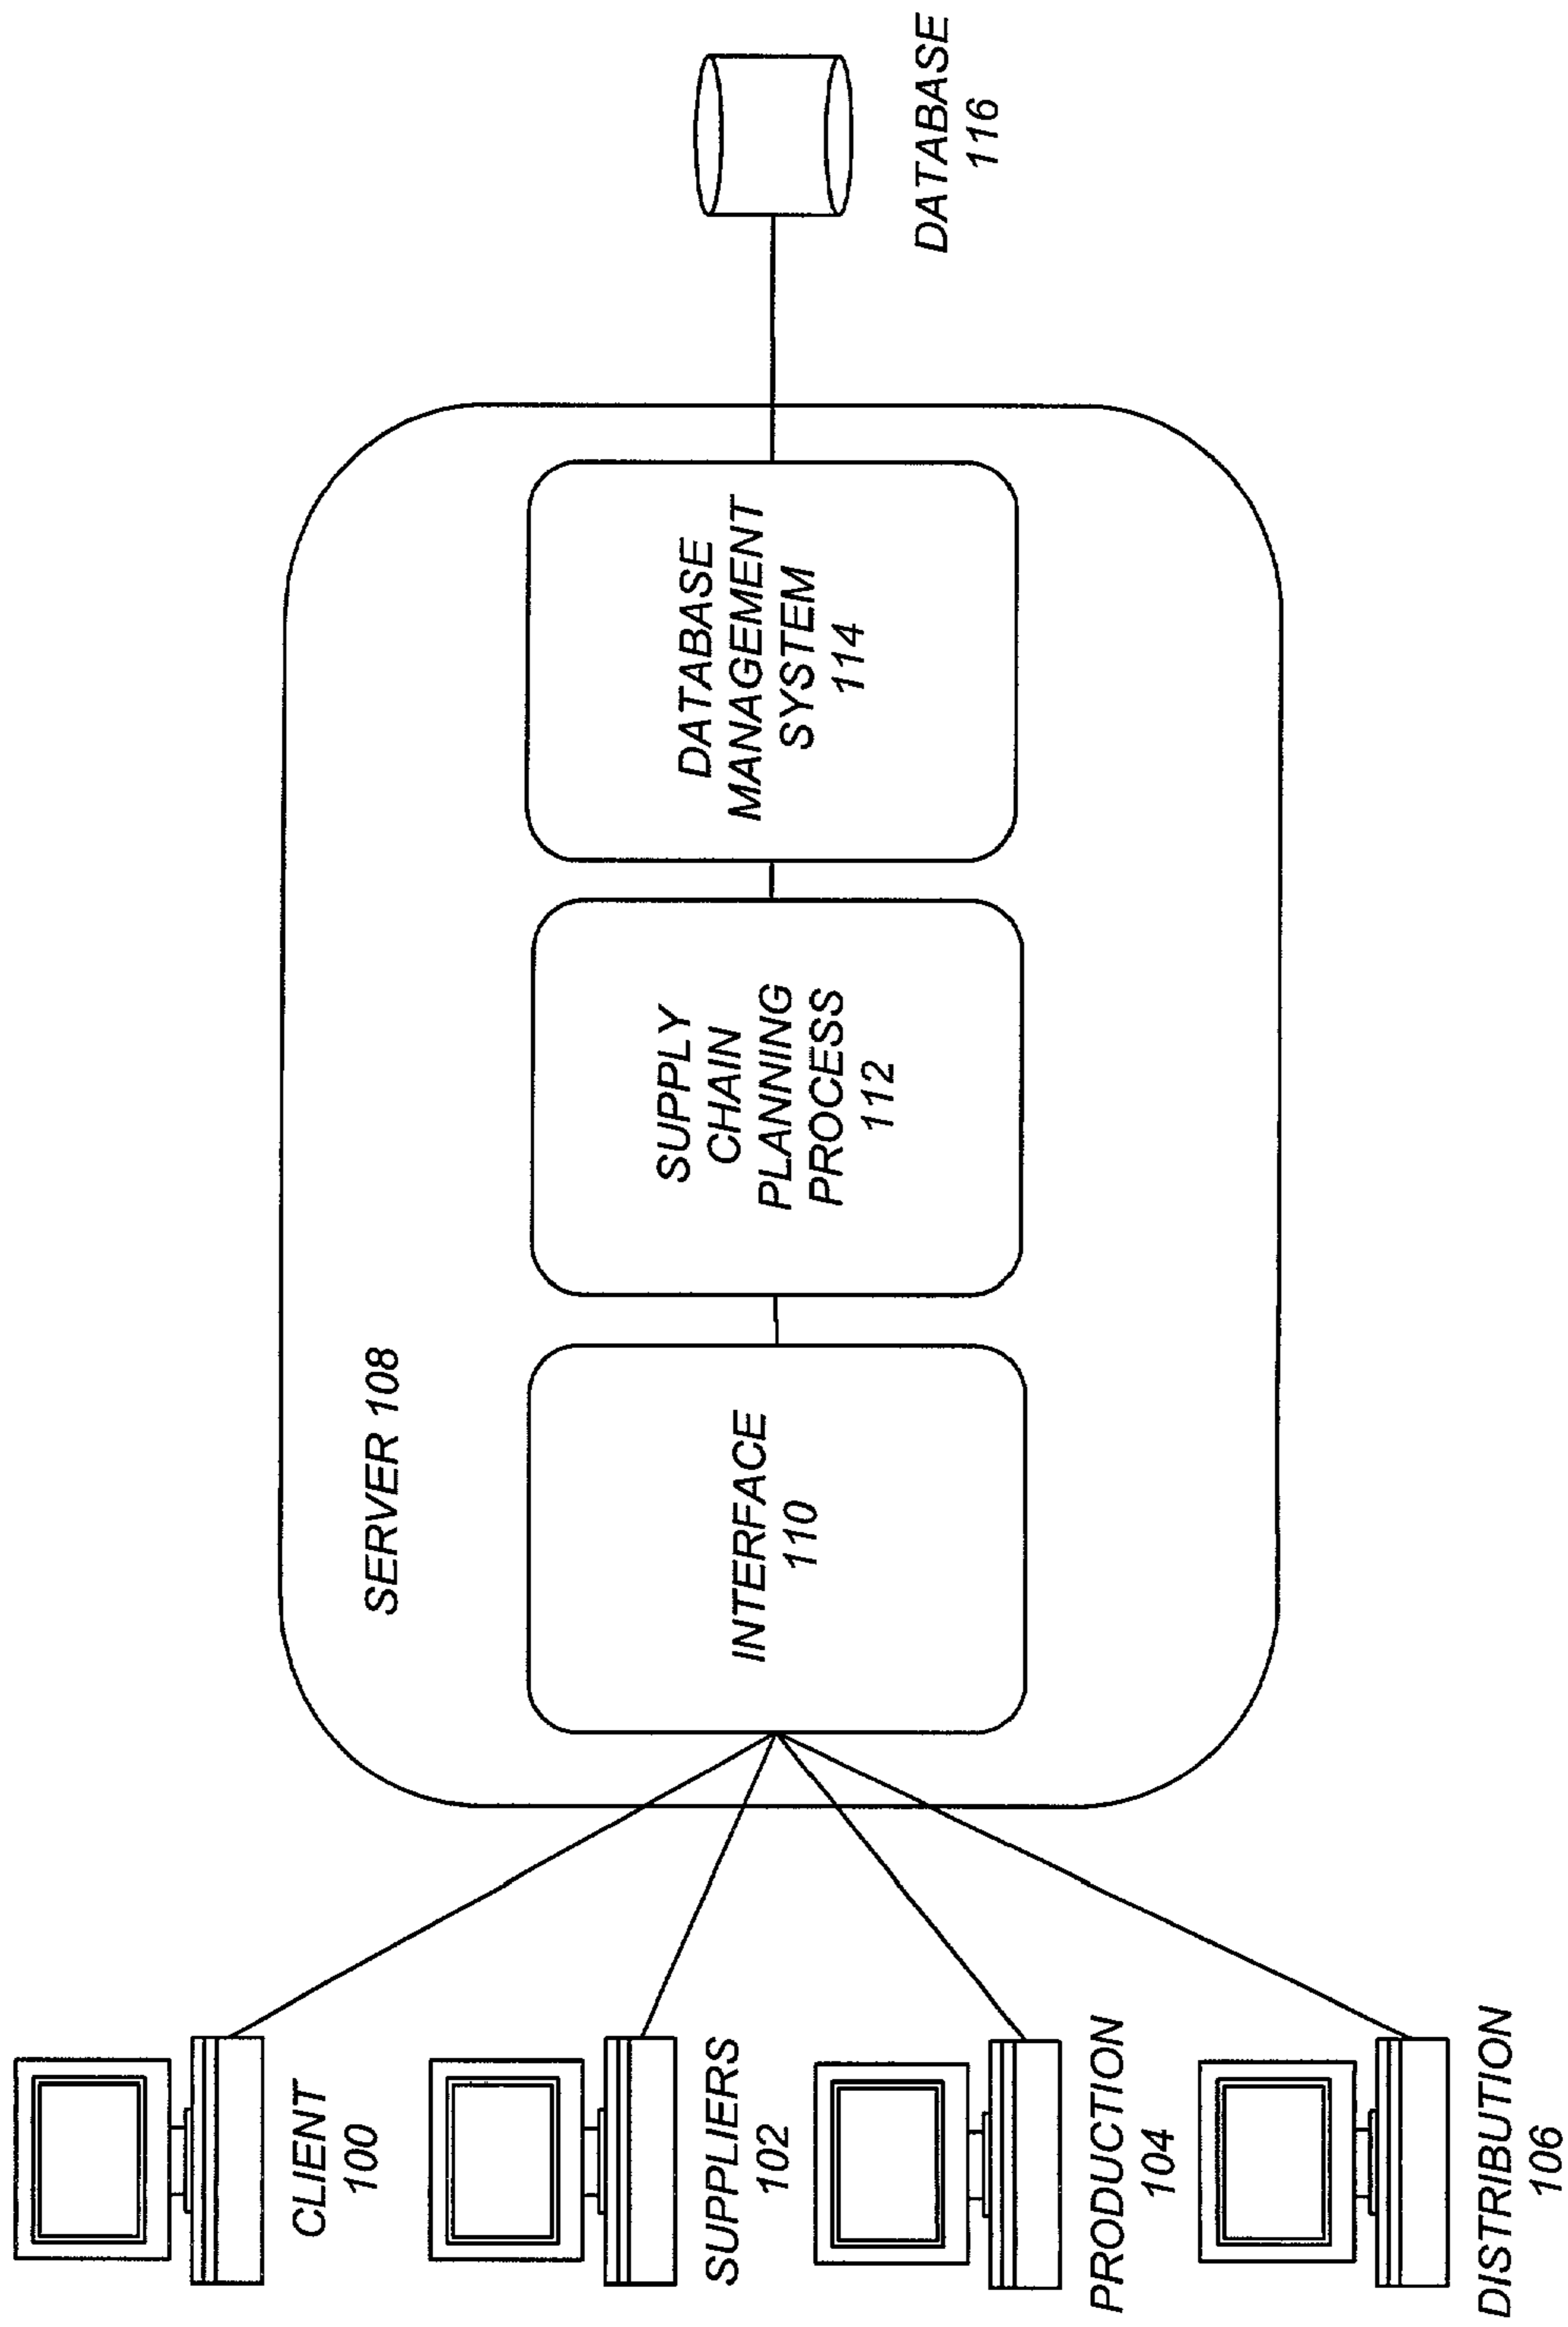 CLIENT
100
SUPPLIERS
102
PRODUCTION
104
DISTRIBUTION
106
SERVER 108
INTERFACE
110
SUPPLY
CHAIN
PLANNING
PROCESS
112
DATABASE
MANAGEMENT
SYSTEM
114
DATABASE
116